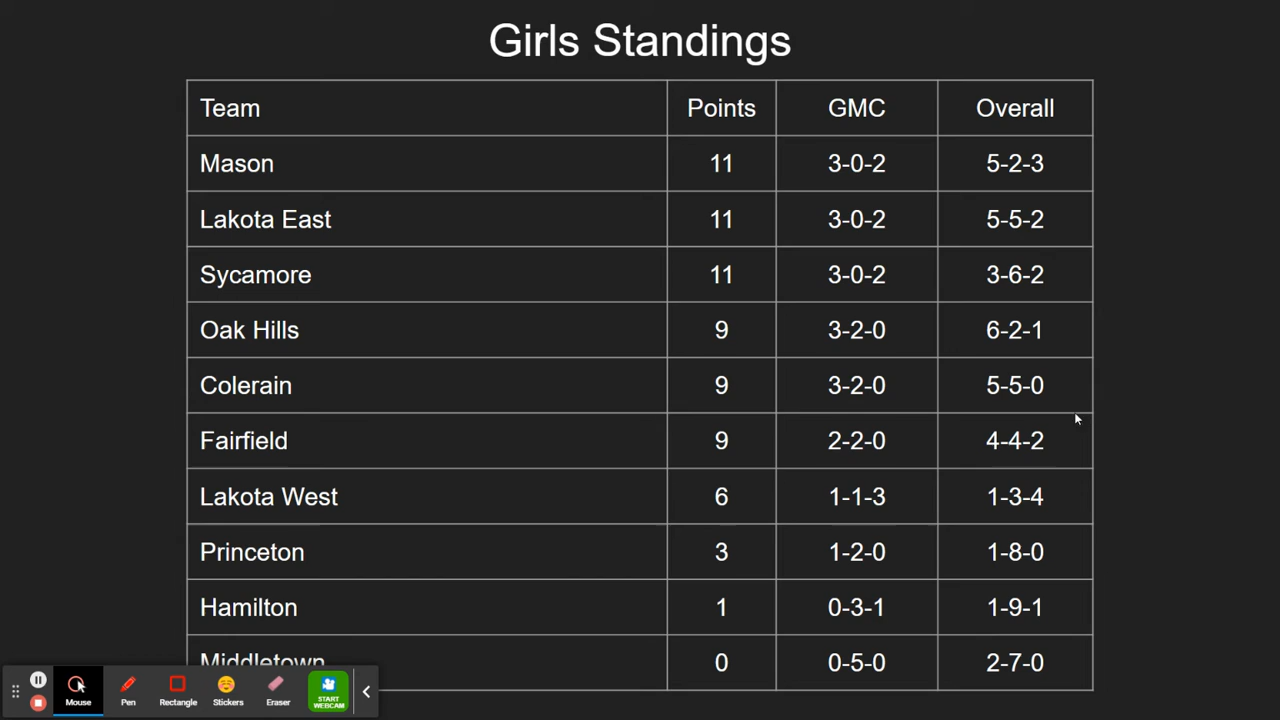 Girls Standings
Team Points GMC Overall
Mason 11 3-0-2 5-2-3
Lakota East 11 3-0-2 5-5-2
Sycamore 11 3-0-2 3-6-2
Oak Hills 9 3-2-0 6-2-1
Colerain 9 3-2-0 5-5-0
Fairfield 9 2-2-0 4-4-2
Lakota West 6 1-1-3 1-3-4
Princeton 3 1-2-0 1-8-0
Hamilton 1 0-3-1 1-9-1
Middletown 0 0-5-0 2-7-0
Mouse Pen Rectangle Stickers Eraser START WEBCAM